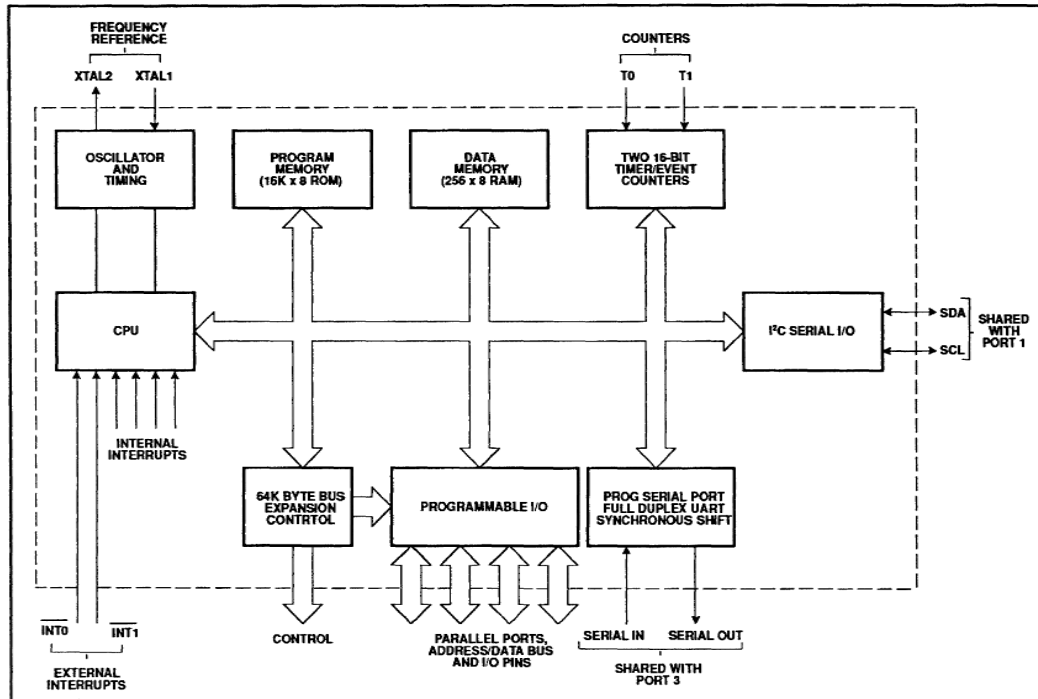 FREQUENCY
REFERENCE
XTAL2 XTAL1
COUNTERS
T0 T1
OSCILLATOR
AND
TIMING
PROGRAM
MEMORY
(16K x 8 ROM)
DATA
MEMORY
(256 x 8 RAM)
TWO 16-BIT
TIMER/EVENT
COUNTERS
CPU
I²C SERIAL I/O
SDA
SCL
SHARED
WITH
PORT 1
INTERNAL
INTERRUPTS
64K BYTE BUS
EXPANSION
CONTRTOL
PROGRAMMABLE I/O
PROG SERIAL PORT
FULL DUPLEX UART
SYNCHRONOUS SHIFT
INT0 INT1
EXTERNAL
INTERRUPTS
CONTROL
PARALLEL PORTS,
ADDRESS/DATA BUS
AND I/O PINS
SERIAL IN SERIAL OUT
SHARED WITH
PORT 3